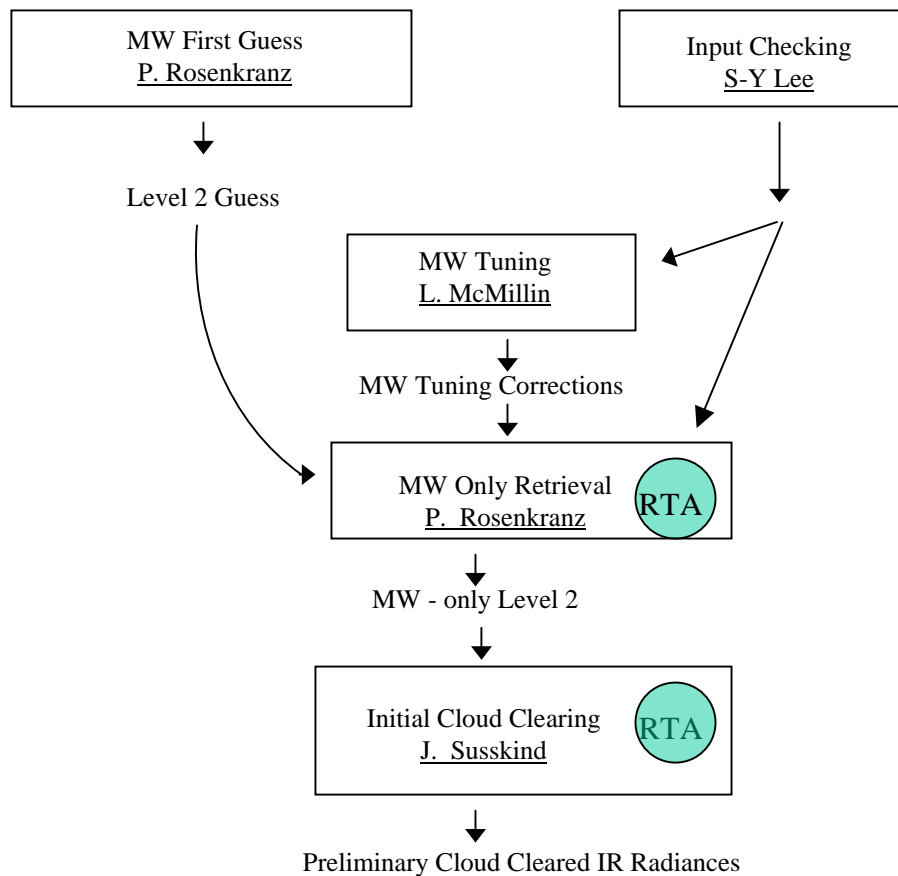 MW First Guess
P. Rosenkranz
Input Checking
S-Y Lee
Level 2 Guess
MW Tuning
L. McMillin
MW Tuning Corrections
MW Only Retrieval
P. Rosenkranz
RTA
MW - only Level 2
Initial Cloud Clearing
J. Susskind
RTA
Preliminary Cloud Cleared IR Radiances